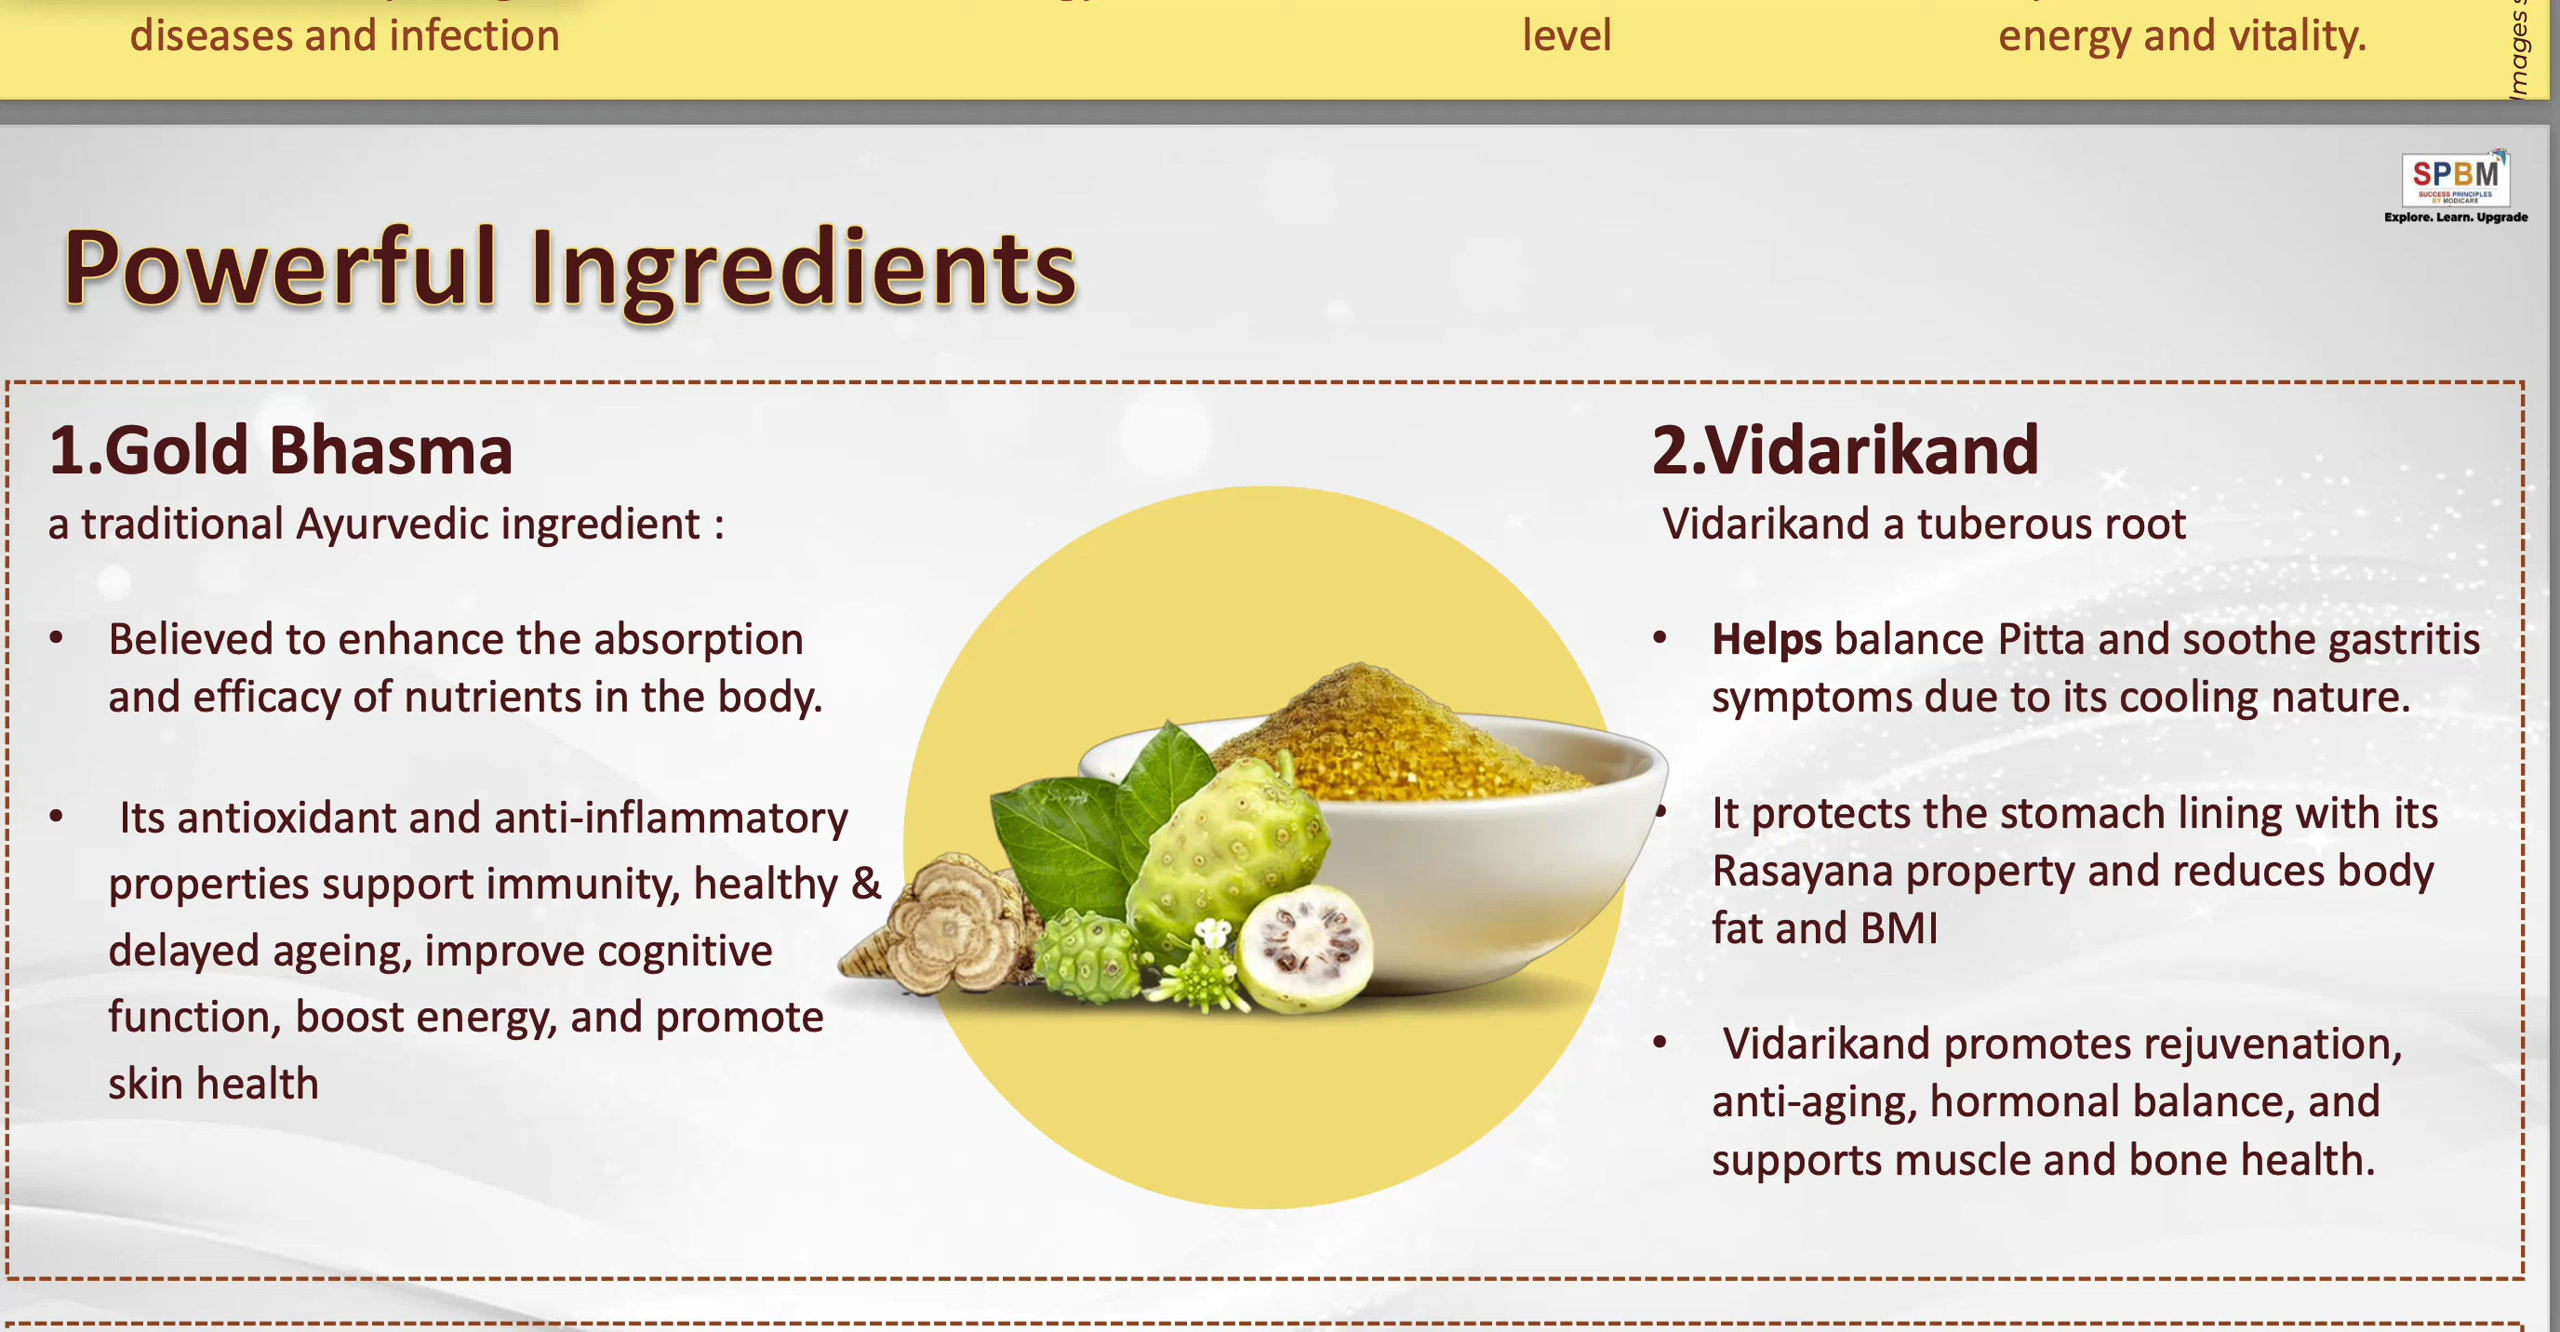 diseases and infection
level
energy and vitality.
Images
SPBM
SUCCESS PRINCIPLES
BY MODICARE
Explore. Learn. Upgrade
Powerful Ingredients
1.Gold Bhasma
a traditional Ayurvedic ingredient :
• Believed to enhance the absorption
and efficacy of nutrients in the body.
• Its antioxidant and anti-inflammatory
properties support immunity, healthy &
delayed ageing, improve cognitive
function, boost energy, and promote
skin health
2.Vidarikand
Vidarikand a tuberous root
• Helps balance Pitta and soothe gastritis
symptoms due to its cooling nature.
• It protects the stomach lining with its
Rasayana property and reduces body
fat and BMI
• Vidarikand promotes rejuvenation,
anti-aging, hormonal balance, and
supports muscle and bone health.